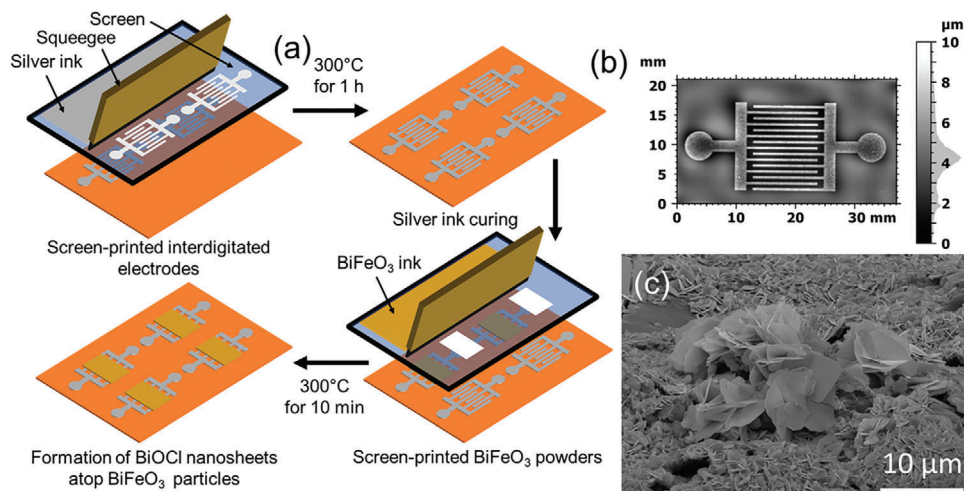 Screen
Squeegee
Silver ink
(a)
300°C
for 1 h
Screen-printed interdigitated
electrodes
Silver ink curing
BiFeO₃ ink
Screen-printed BiFeO₃ powders
300°C
for 10 min
Formation of BiOCl nanosheets
atop BiFeO₃ particles
(b)
mm
20
15
10
5
0
0 10 20 30 mm
µm
10
8
6
4
2
0
(c)
10 µm